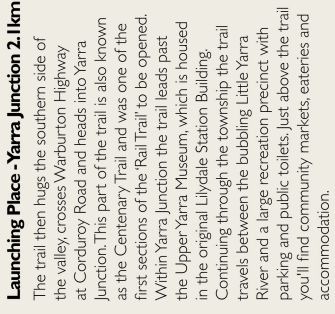 Launching Place - Yarra Junction 2.1km
The trail then hugs the southern side of
the valley, crosses Warburton Highway
at Corduroy Road and heads into Yarra
Junction. This part of the trail is also known
as the Centenary Trail and was one of the
first sections of the ‘Rail Trail’ to be opened.
Within Yarra Junction the trail leads past
the Upper Yarra Museum, which is housed
in the original Lilydale Station Building.
Continuing through the township the trail
travels between the bubbling Little Yarra
River and a large recreation precinct with
parking and public toilets. Just above the trail
you’ll find community markets, eateries and
accommodation.